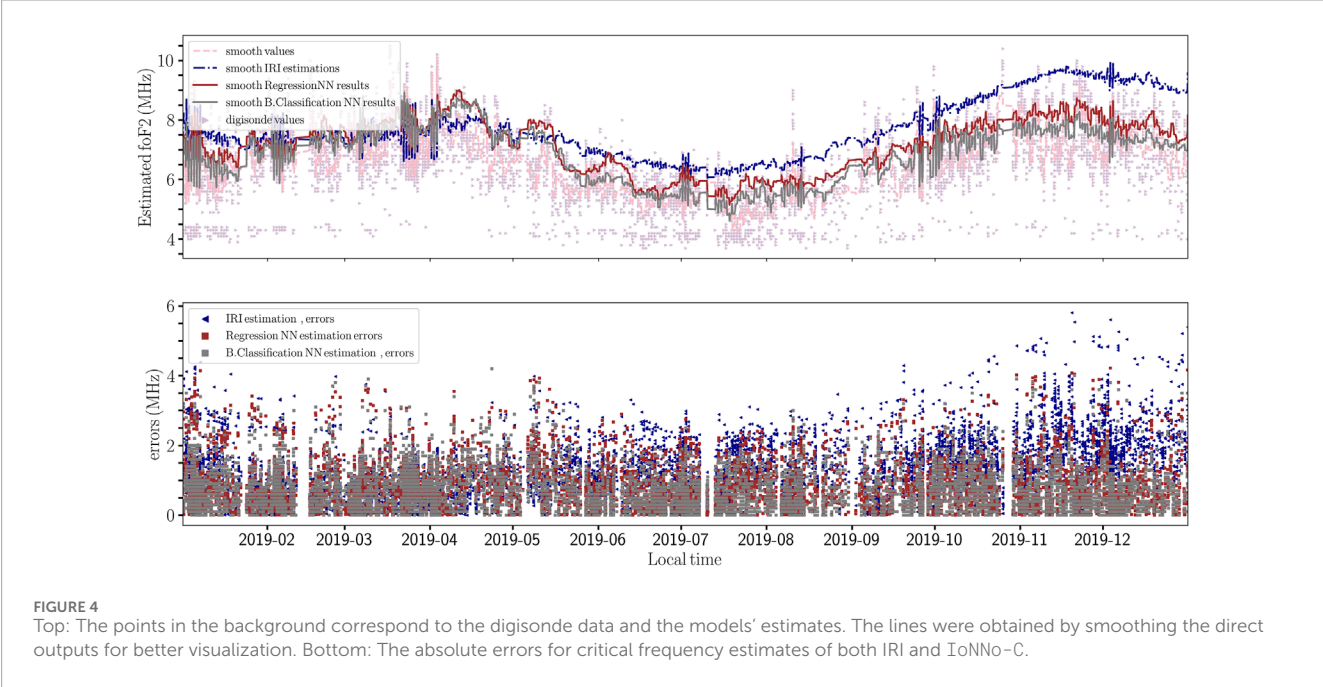 Estimated foF2 (MHz)
10
8
6
4
smooth values
smooth IRI estimations
smooth RegressionNN results
smooth B.Classification NN results
digisonde values
errors (MHz)
6
4
2
0
IRI estimation , errors
Regression NN estimation errors
B.Classification NN estimation , errors
2019-02 2019-03 2019-04 2019-05 2019-06 2019-07 2019-08 2019-09 2019-10 2019-11 2019-12
Local time
FIGURE 4
Top: The points in the background correspond to the digisonde data and the models’ estimates. The lines were obtained by smoothing the direct
outputs for better visualization. Bottom: The absolute errors for critical frequency estimates of both IRI and IoNNo-C.